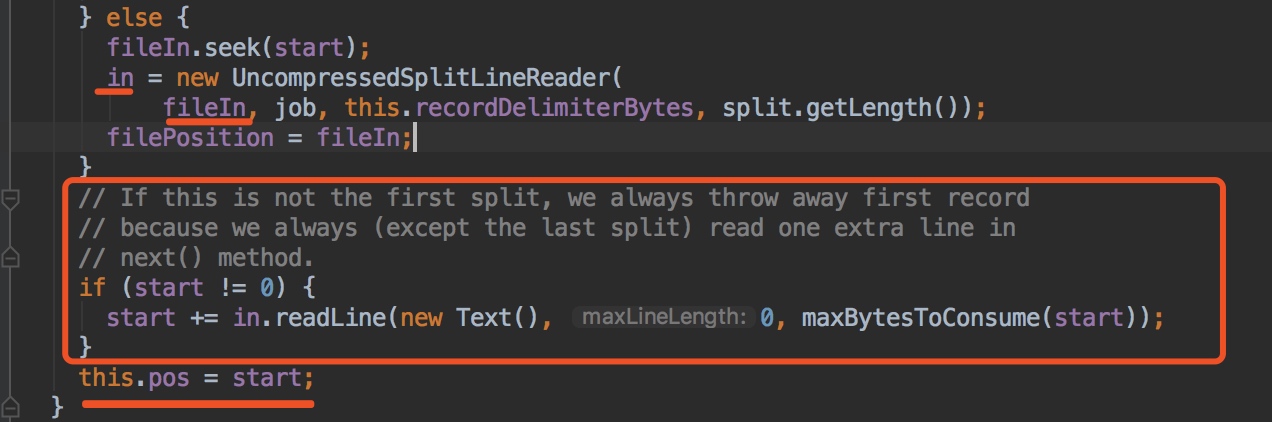 } else {
fileIn.seek(start);
in = new UncompressedSplitLineReader(
fileIn, job, this.recordDelimiterBytes, split.getLength());
filePosition = fileIn;
}
// If this is not the first split, we always throw away first record
// because we always (except the last split) read one extra line in
// next() method.
if (start != 0) {
start += in.readLine(new Text(), maxLineLength: 0, maxBytesToConsume(start));
}
this.pos = start;
}